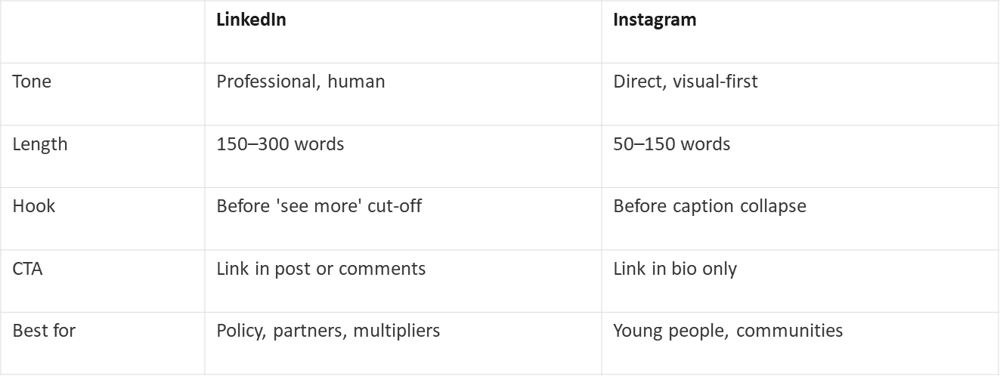 LinkedIn Instagram
Tone Professional, human Direct, visual-first
Length 150–300 words 50–150 words
Hook Before 'see more' cut-off Before caption collapse
CTA Link in post or comments Link in bio only
Best for Policy, partners, multipliers Young people, communities